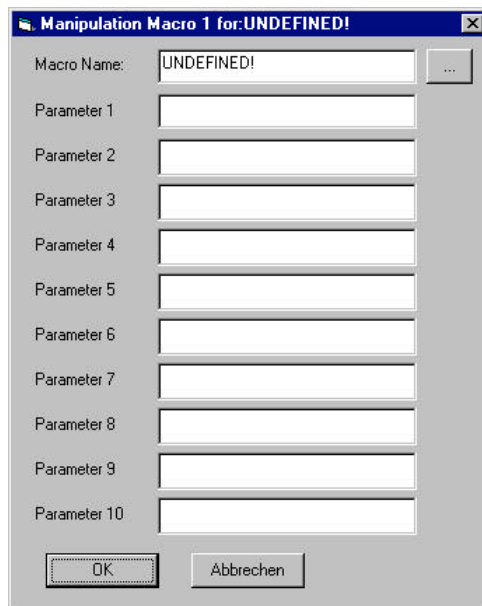 Manipulation Macro 1 for:UNDEFINED!
Macro Name: UNDEFINED! ...
Parameter 1
Parameter 2
Parameter 3
Parameter 4
Parameter 5
Parameter 6
Parameter 7
Parameter 8
Parameter 9
Parameter 10
OK Abbrechen